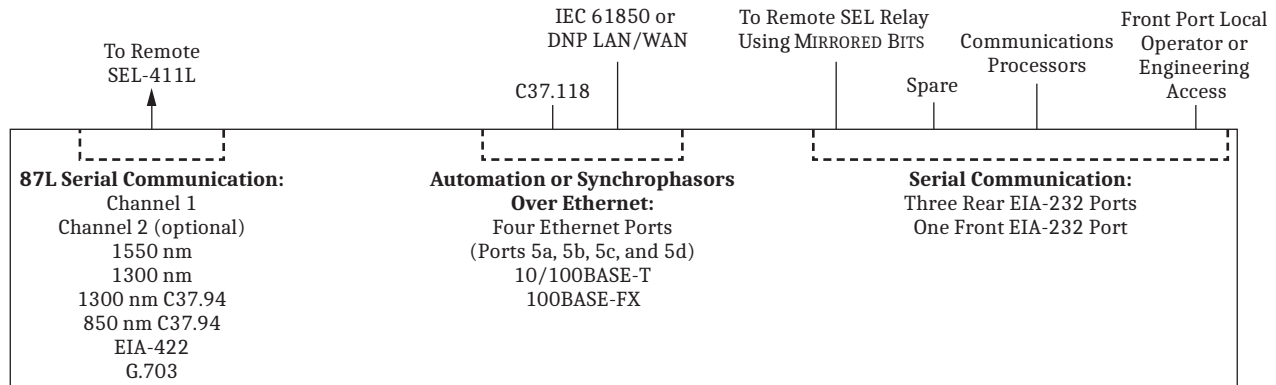 To Remote
SEL-411L
C37.118
IEC 61850 or
DNP LAN/WAN
To Remote SEL Relay
Using MIRRORED BITS
Spare
Communications
Processors
Front Port Local
Operator or
Engineering
Access
87L Serial Communication:
Channel 1
Channel 2 (optional)
1550 nm
1300 nm
1300 nm C37.94
850 nm C37.94
EIA-422
G.703
Automation or Synchrophasors
Over Ethernet:
Four Ethernet Ports
(Ports 5a, 5b, 5c, and 5d)
10/100BASE-T
100BASE-FX
Serial Communication:
Three Rear EIA-232 Ports
One Front EIA-232 Port